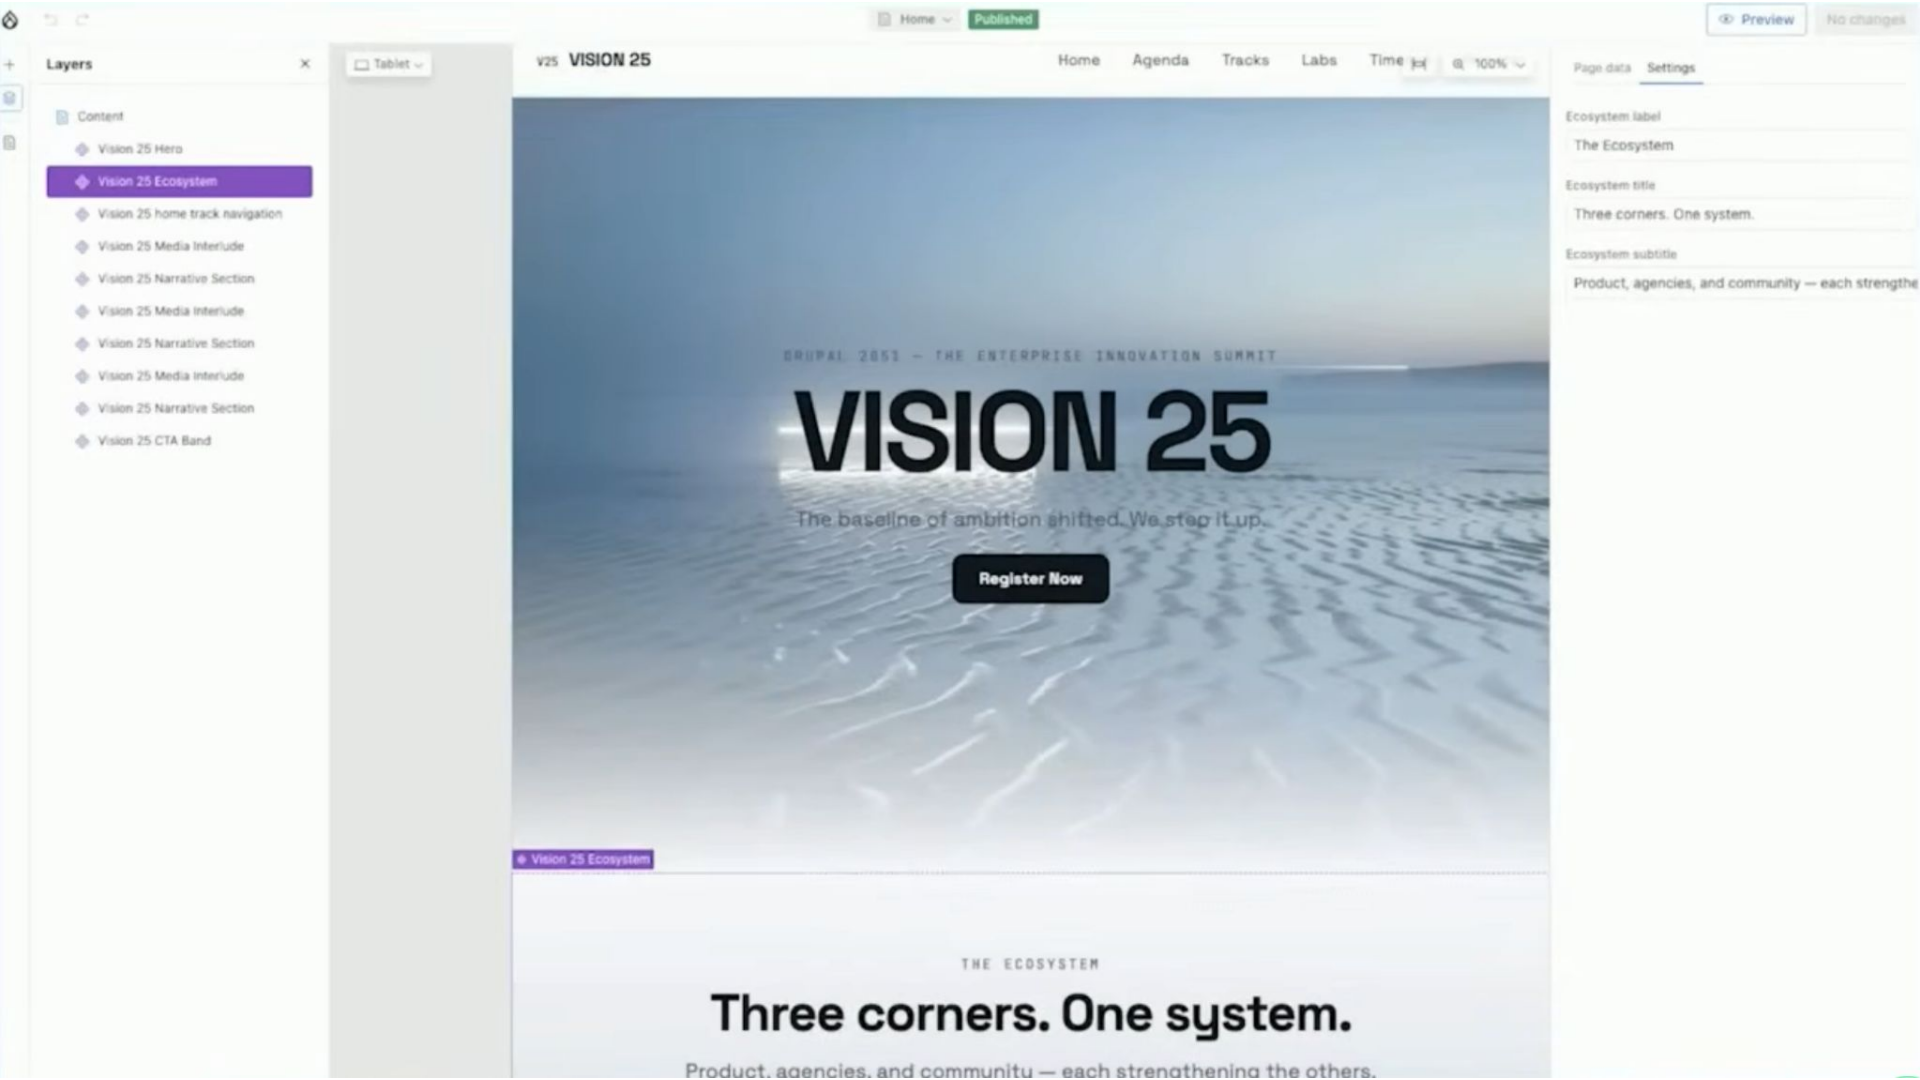 Home
Published
Preview
No changes
Layers
Content
Vision 25 Hero
Vision 25 Ecosystem
Vision 25 home track navigation
Vision 25 Media Interlude
Vision 25 Narrative Section
Vision 25 Media Interlude
Vision 25 Narrative Section
Vision 25 Media Interlude
Vision 25 Narrative Section
Vision 25 CTA Band
Tablet
V25 VISION 25
Home Agenda Tracks Labs Time
100%
DRUPAL 2051 — THE ENTERPRISE INNOVATION SUMMIT
VISION 25
The baseline of ambition shifted. We step it up.
Register Now
Vision 25 Ecosystem
THE ECOSYSTEM
Three corners. One system.
Product, agencies, and community — each strengthening the others.
Page data Settings
Ecosystem label
The Ecosystem
Ecosystem title
Three corners. One system.
Ecosystem subtitle
Product, agencies, and community — each strengthe